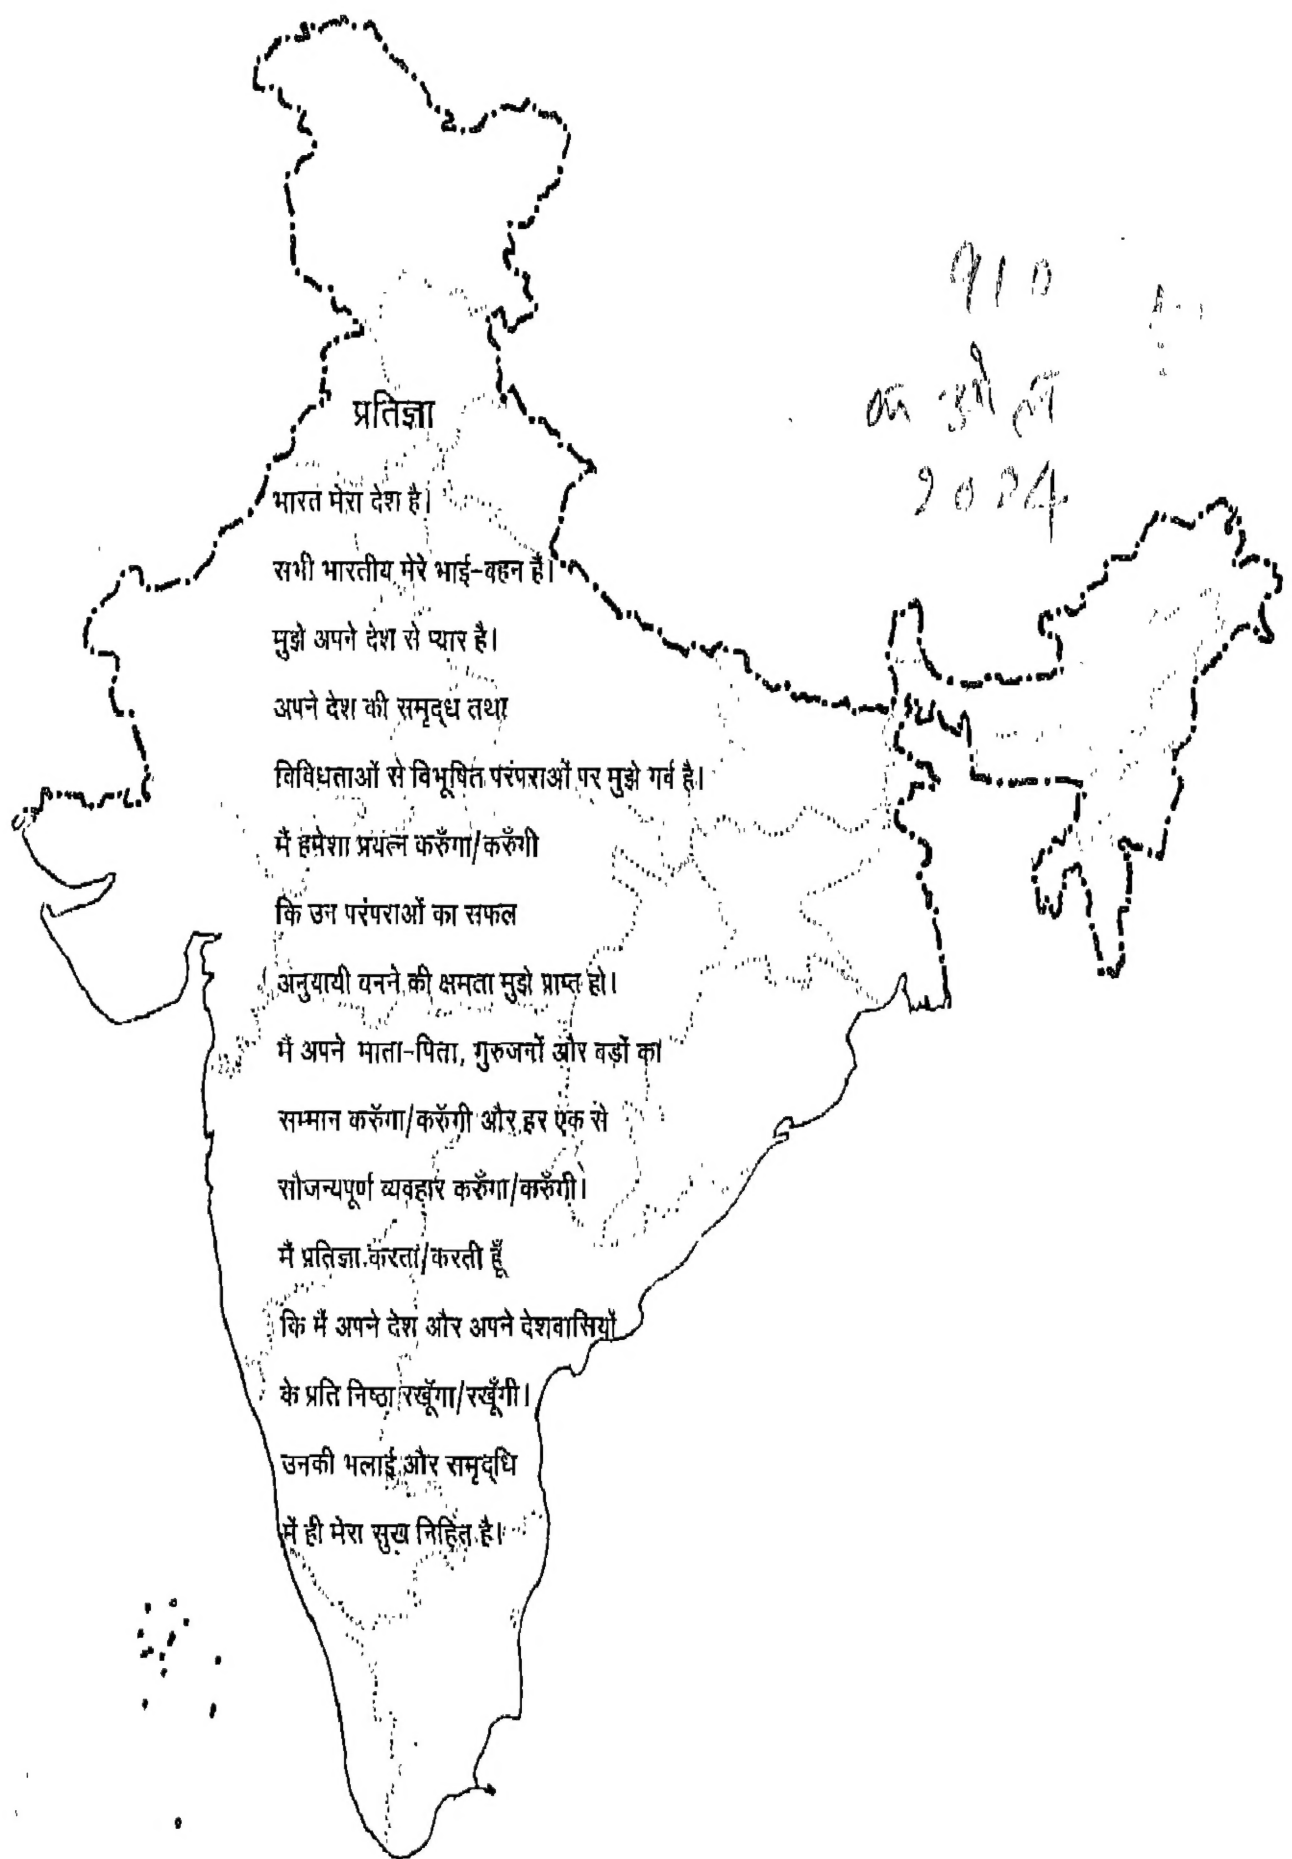 प्रतिज्ञा
भारत मेरा देश है।
सभी भारतीय मेरे भाई-बहन हैं।
मुझे अपने देश से प्यार है।
अपने देश की समृद्ध तथा
विविधताओं से विभूषित परंपराओं पर मुझे गर्व है।
मैं हमेशा प्रयत्न करुँगा/करुँगी
कि उन परंपराओं का सफल
अनुयायी बनने की क्षमता मुझे प्राप्त हो।
मैं अपने माता-पिता, गुरुजनों और बड़ों का
सम्मान करुँगा/करुँगी और हर एक से
सौजन्यपूर्ण व्यवहार करुँगा/करुँगी।
मैं प्रतिज्ञा करता/करती हूँ
कि मैं अपने देश और अपने देशवासियों
के प्रति निष्ठा रखूँगा/रखूँगी।
उनकी भलाई और समृद्धि
में ही मेरा सुख निहित है।
910